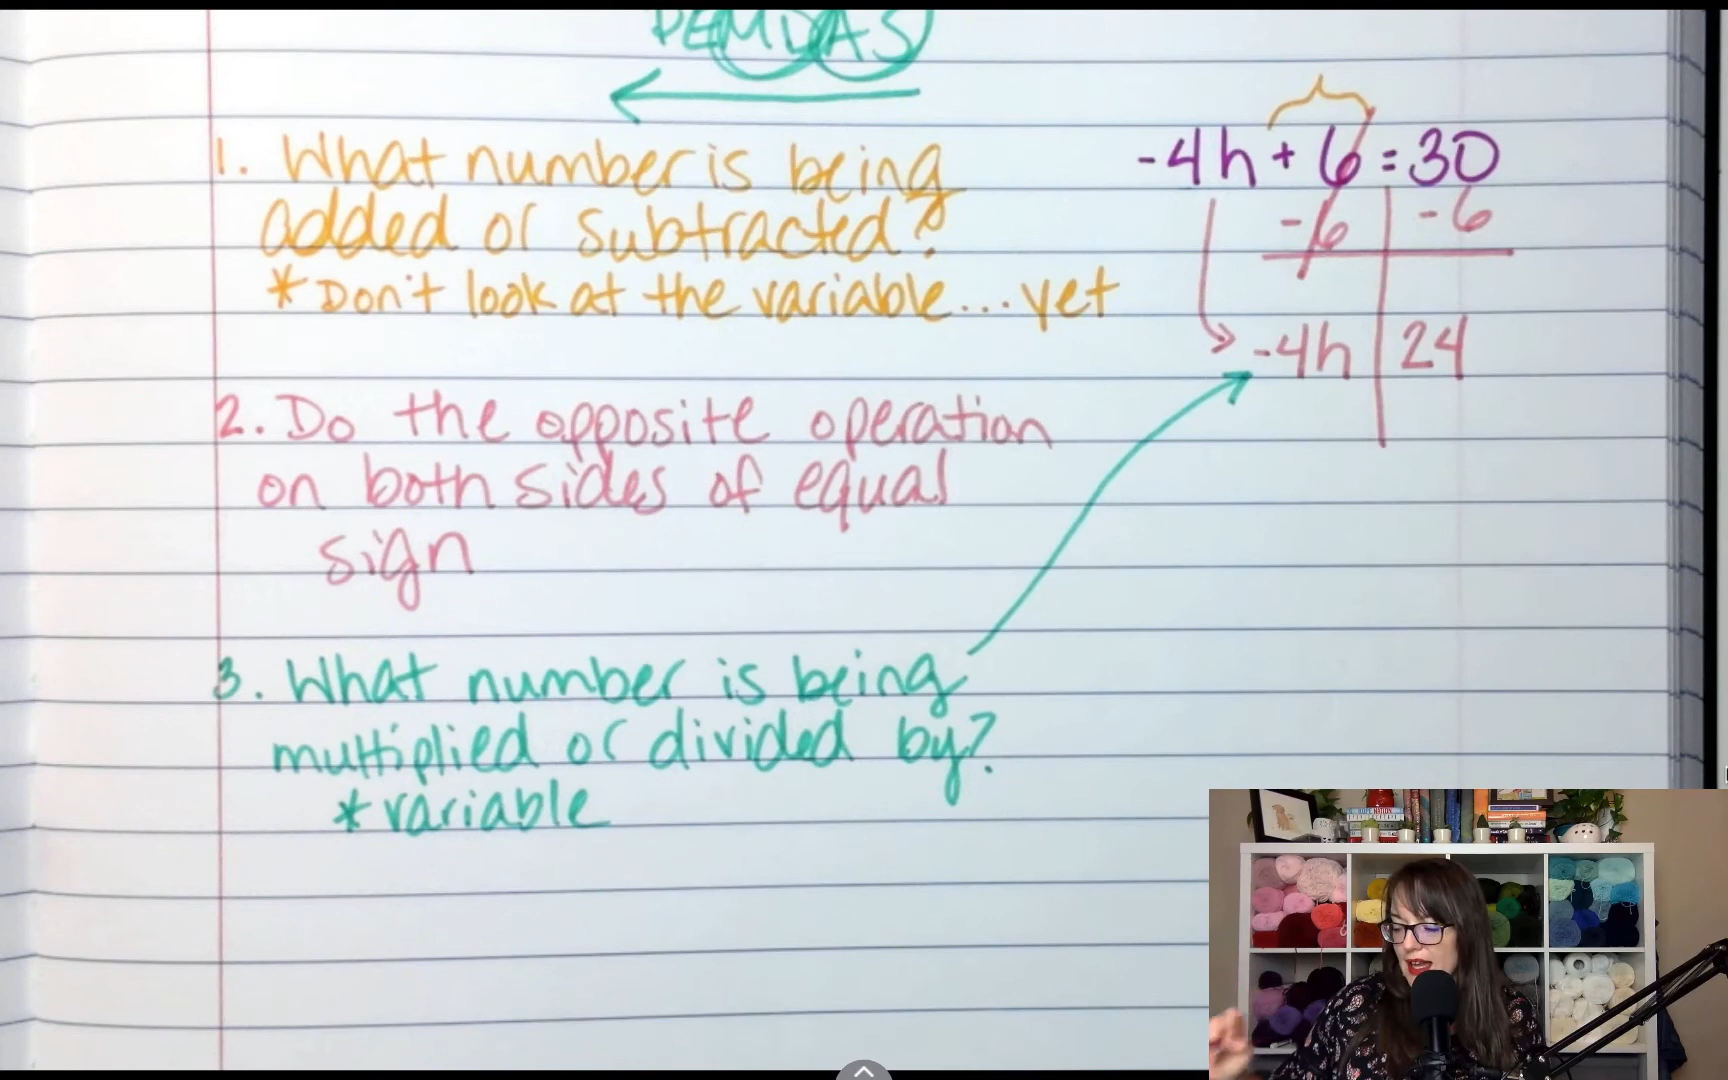 PEMDAS
1. What number is being
added or subtracted?
*Don't look at the variable... yet
2. Do the opposite operation
on both sides of equal
sign
3. What number is being
multiplied or divided by?
*variable
-4h + 6 = 30
-6 -6
-4h 24